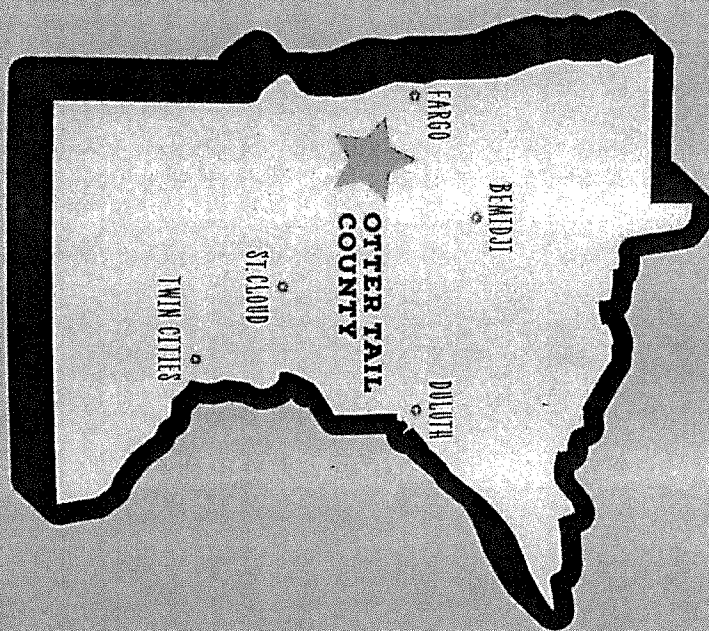 BEMIDJI
FARGO
DULUTH
OTTER TAIL
COUNTY
ST.CLOUD
TWIN CITIES